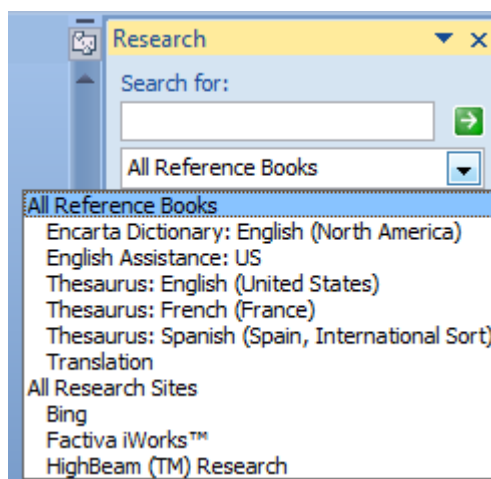 Research
Search for:
All Reference Books
All Reference Books
Encarta Dictionary: English (North America)
English Assistance: US
Thesaurus: English (United States)
Thesaurus: French (France)
Thesaurus: Spanish (Spain, International Sort)
Translation
All Research Sites
Bing
Factiva iWorks™
HighBeam (TM) Research